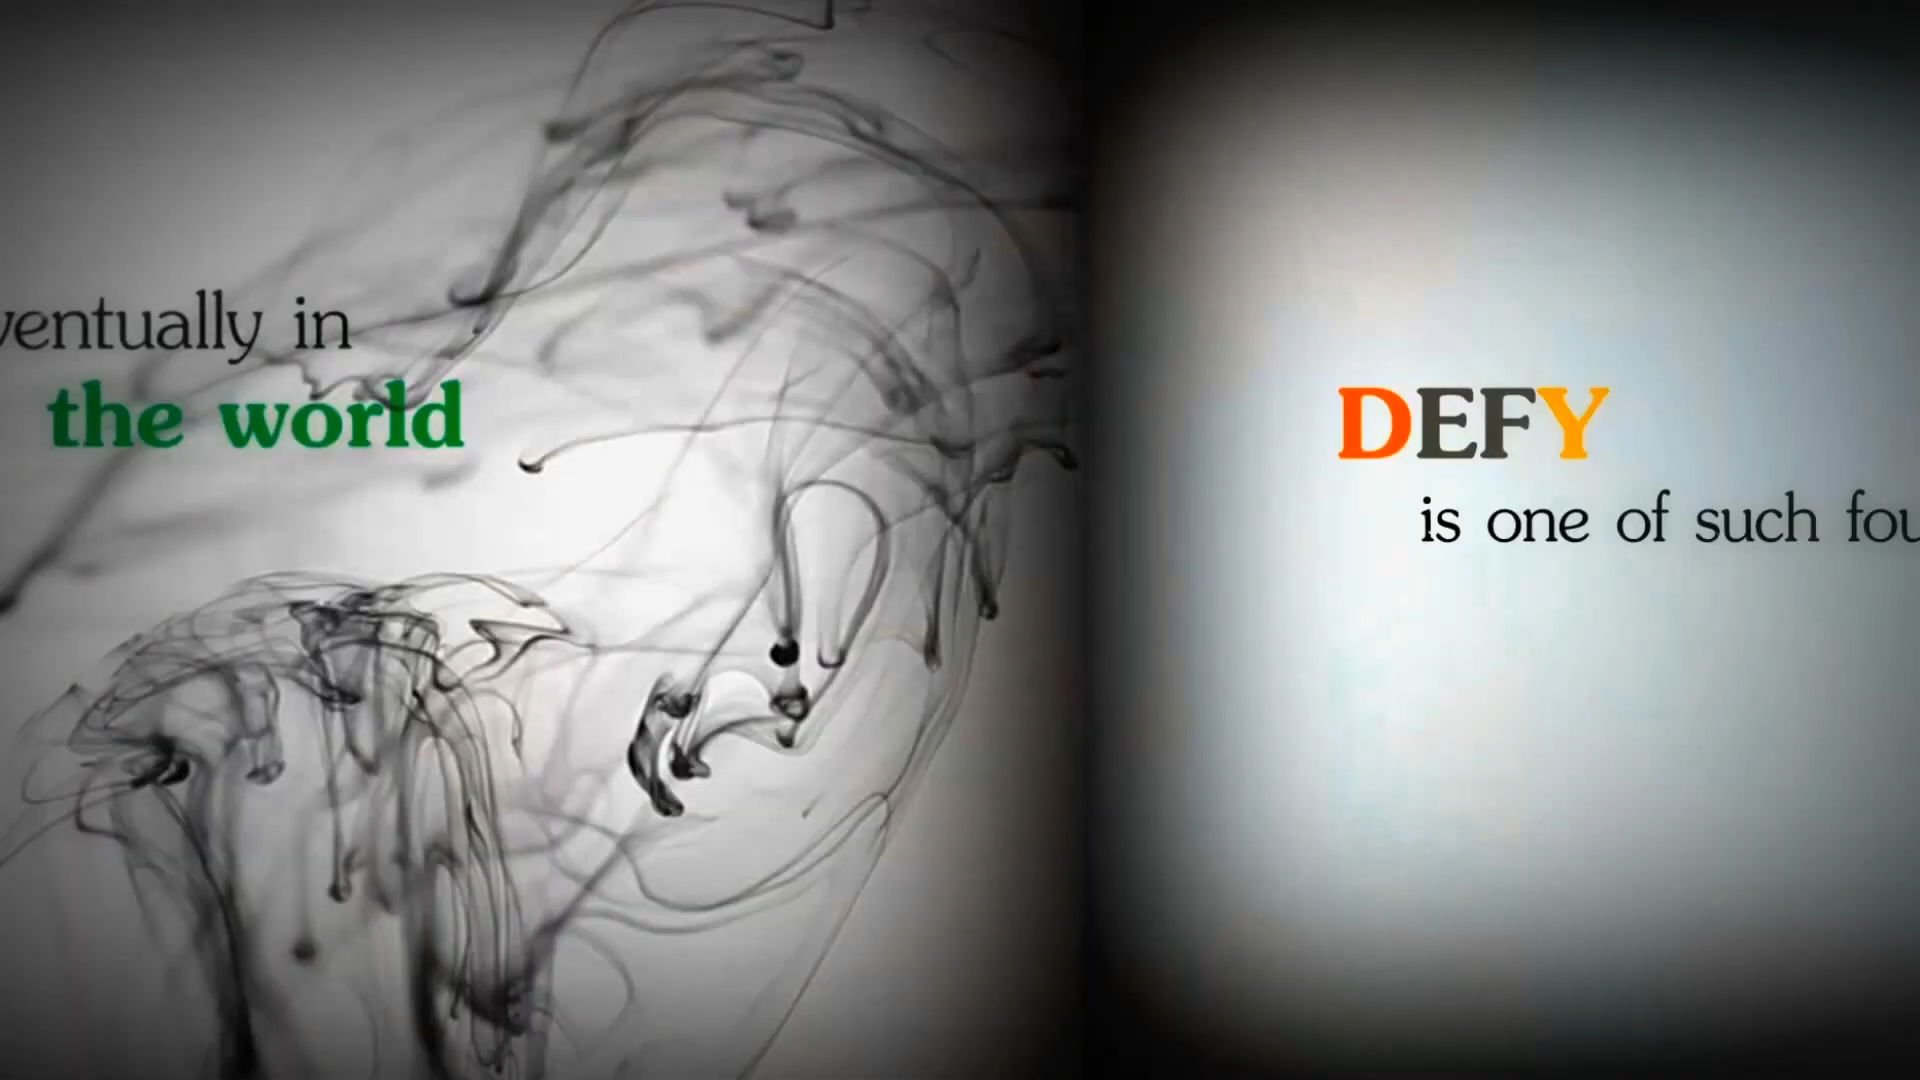 ventually in
the world
DEFY
is one of such fou